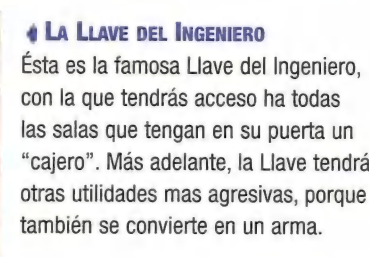 LA LLAVE DEL INGENIERO
Ésta es la famosa Llave del Ingeniero,
con la que tendrás acceso ha todas
las salas que tengan en su puerta un
“cajero”. Más adelante, la Llave tendrá
otras utilidades mas agresivas, porque
también se convierte en un arma.